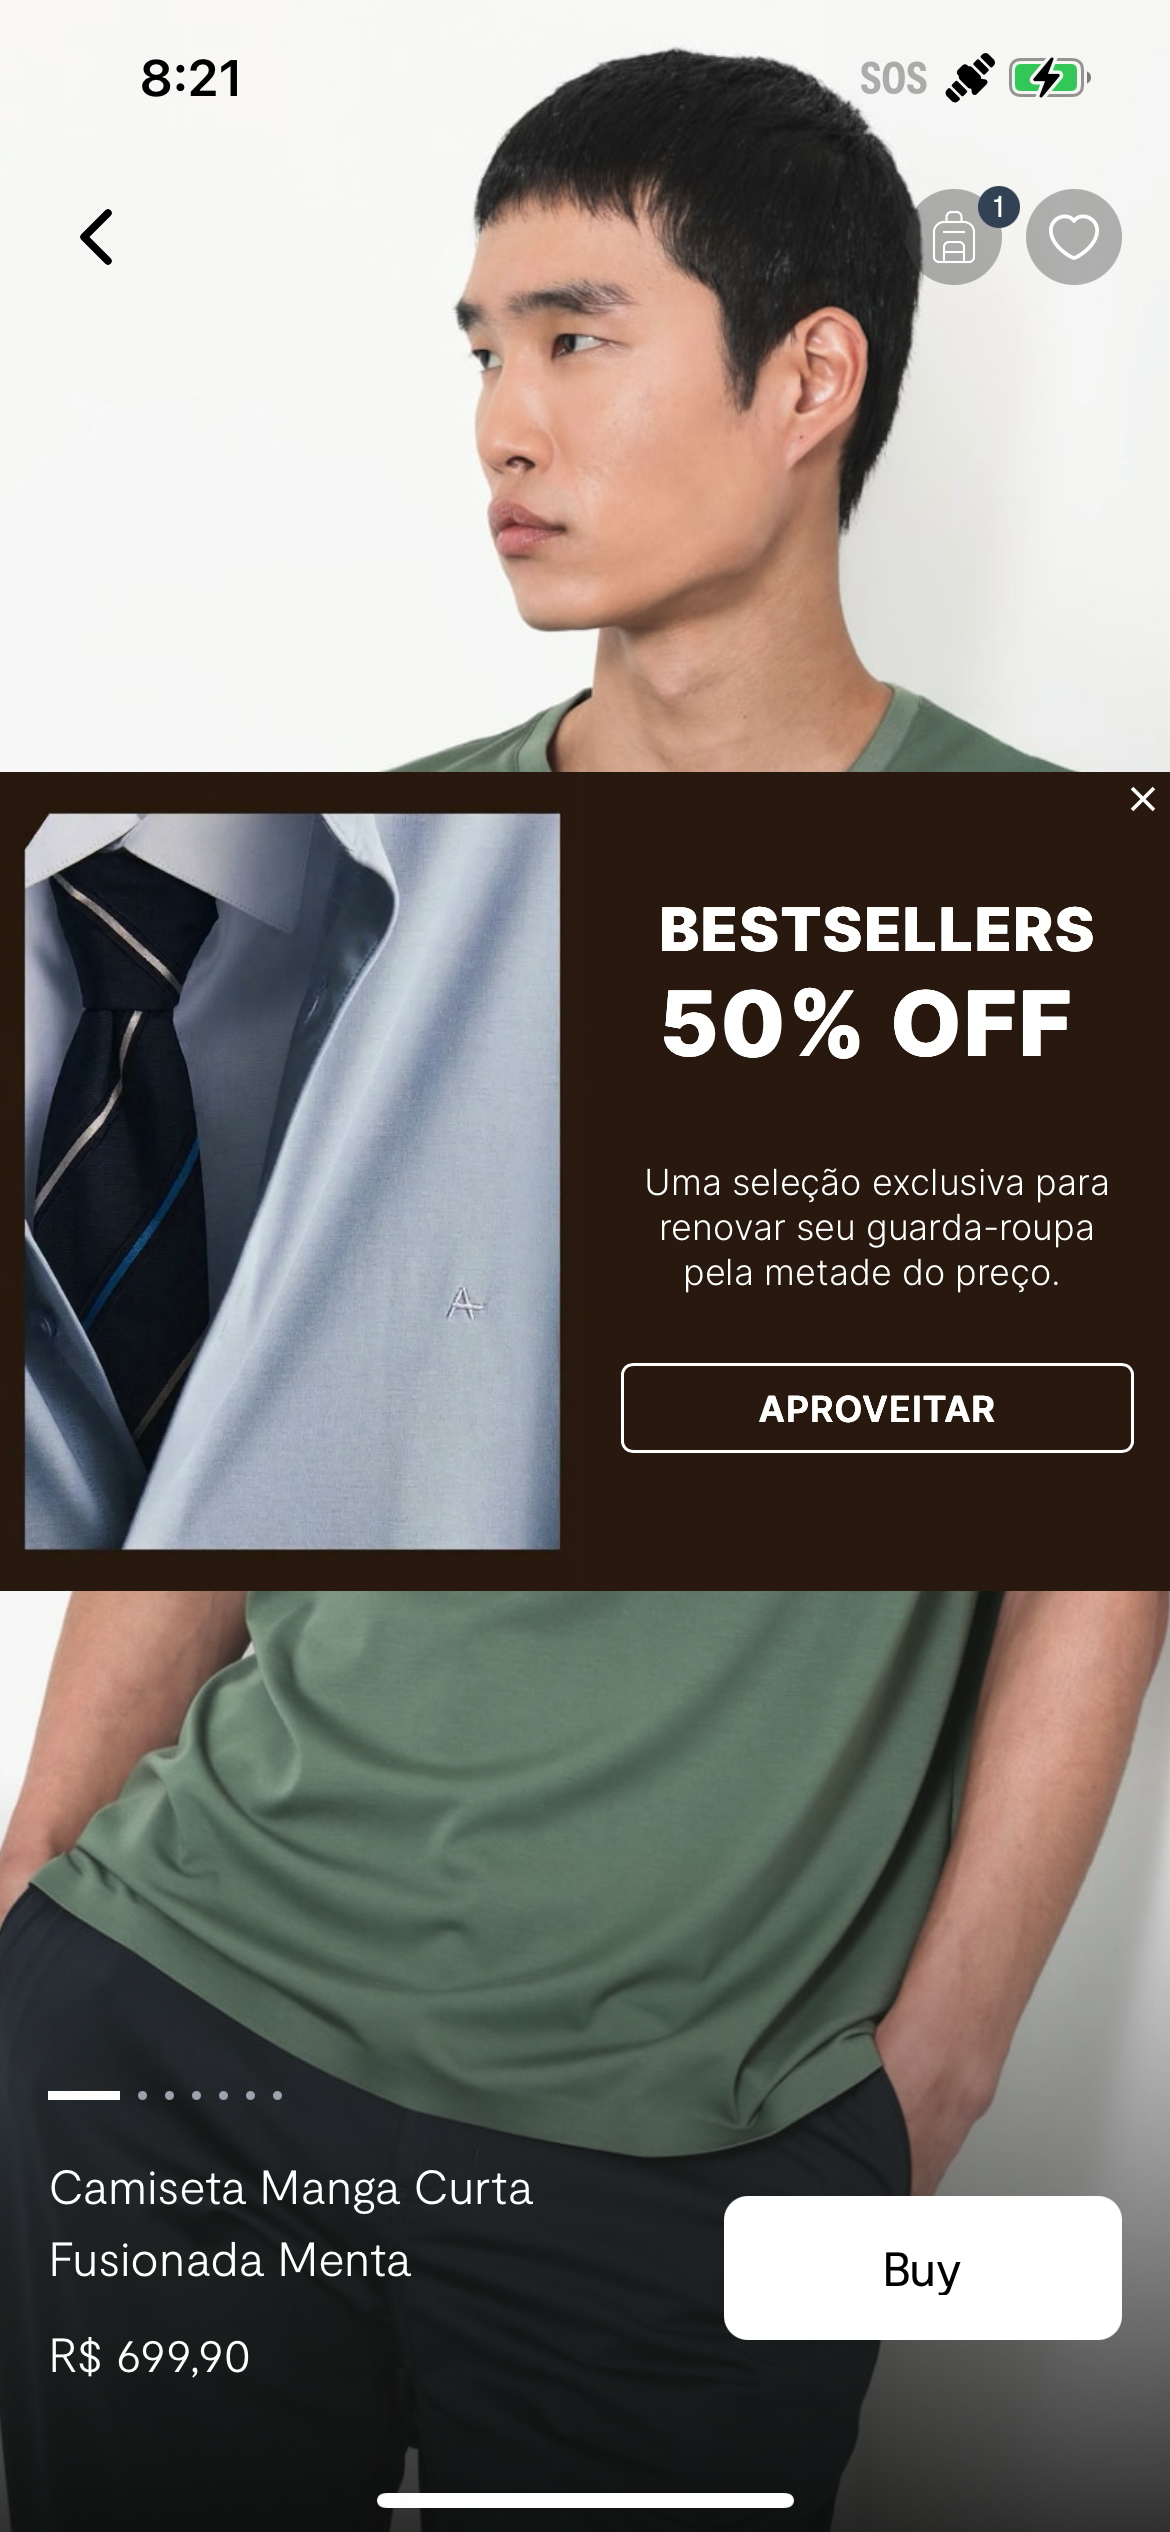 8:21
SOS
1
BESTSELLERS
50% OFF
Uma seleção exclusiva para
renovar seu guarda-roupa
pela metade do preço.
APROVEITAR
Camiseta Manga Curta
Fusionada Menta
Buy
R$ 699,90